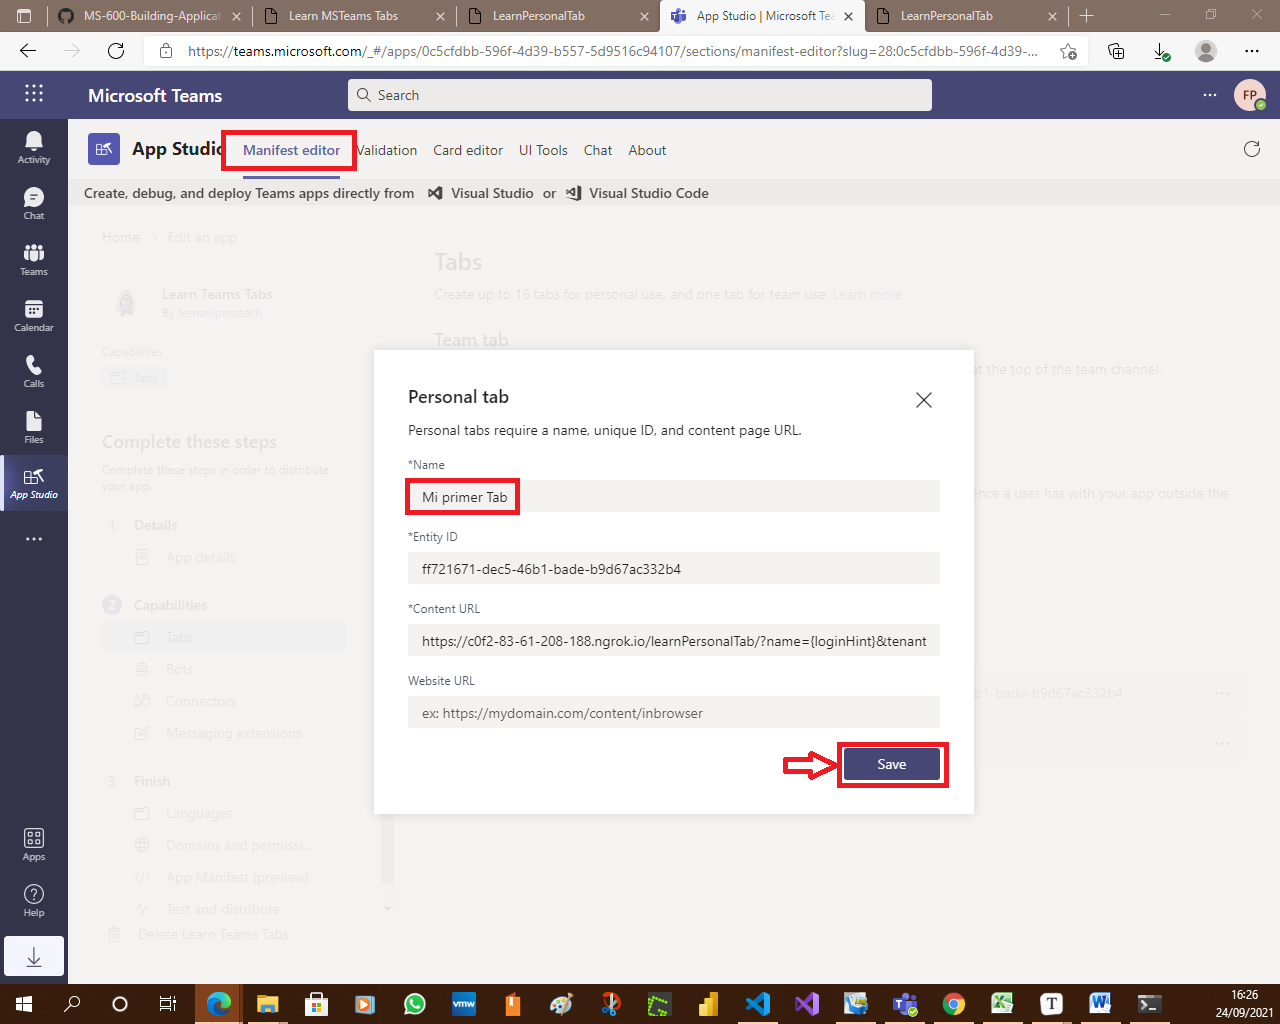 MS-600-Building-Applicat
Learn MSTeams Tabs
LearnPersonalTab
App Studio | Microsoft Tea
LearnPersonalTab
https://teams.microsoft.com/_#/apps/0c5cfdbb-596f-4d39-b557-5d9516c94107/sections/manifest-editor?slug=28:0c5cfdbb-596f-4d39-...
Microsoft Teams
Search
FP
App Studio
Manifest editor
Validation
Card editor
UI Tools
Chat
About
Create, debug, and deploy Teams apps directly from Visual Studio or Visual Studio Code
Activity
Chat
Teams
Calendar
Calls
Files
App Studio
Apps
Help
Home > Edit an app
Learn Teams Tabs
By fernanipmotech
Capabilities
Tabs
Complete these steps
Complete these steps in order to distribute
your app.
1 Details
App details
2 Capabilities
Tabs
Bots
Connectors
Messaging extensions
3 Finish
Languages
Domains and permissi...
App Manifest (preview)
Test and distribute
Delete Learn Teams Tabs
Tabs
Create up to 16 tabs for personal use, and one tab for team use. Learn more
Team tab
at the top of the team channel.
ence a user has with your app outside the
b1-bade-b9d67ac332b4
Personal tab
Personal tabs require a name, unique ID, and content page URL.
*Name
Mi primer Tab
*Entity ID
ff721671-dec5-46b1-bade-b9d67ac332b4
*Content URL
https://c0f2-83-61-208-188.ngrok.io/learnPersonalTab/?name={loginHint}&tenant
Website URL
ex: https://mydomain.com/content/inbrowser
Save
vmw
16:26
24/09/2021